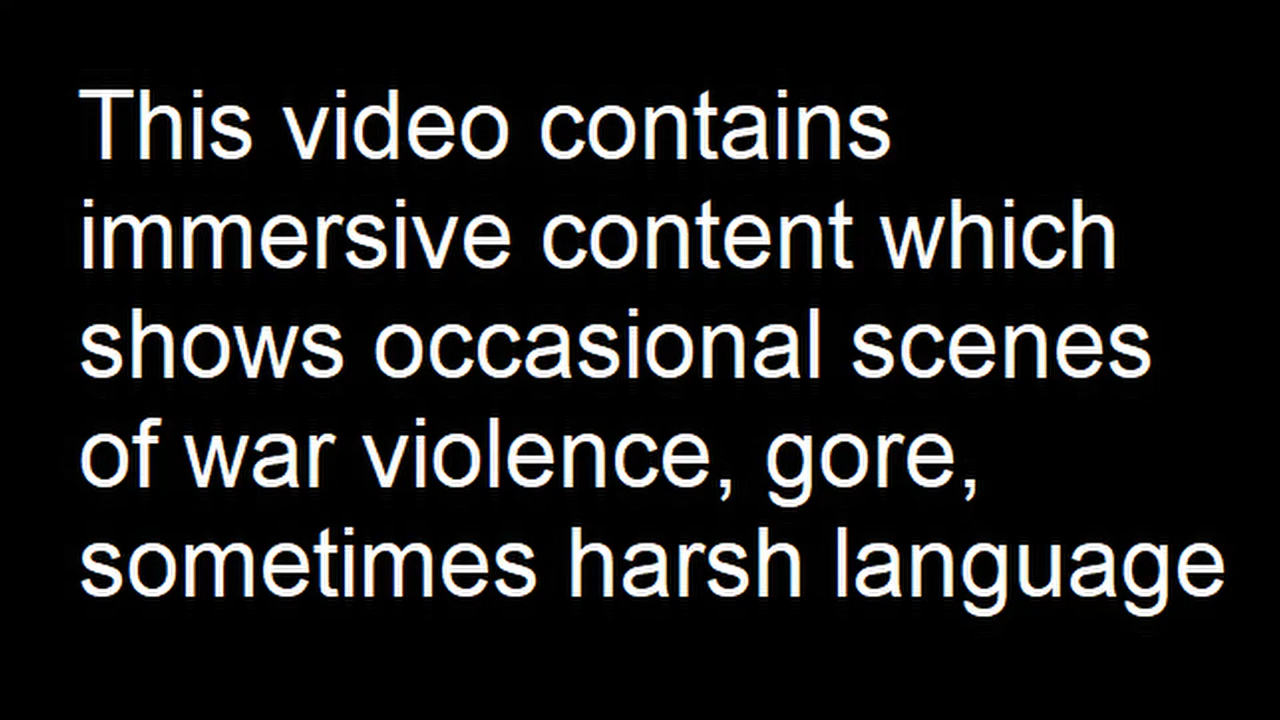 This video contains
immersive content which
shows occasional scenes
of war violence, gore,
sometimes harsh language